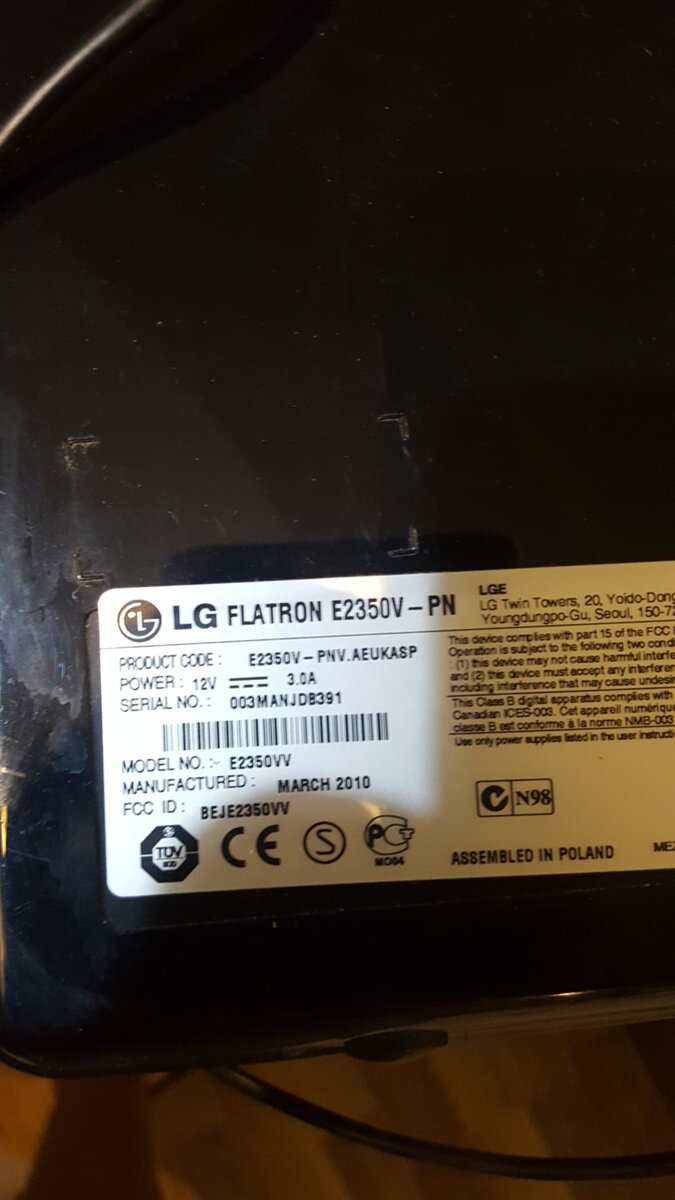 LG FLATRON E2350V-PN
PRODUCT CODE : E2350V-PNV.AEUKASP
POWER : 12V 3.0A
SERIAL NO. : 003MANJDB391
MODEL NO. :- E2350VV
MANUFACTURED : MARCH 2010
FCC ID : BEJE2350VV
TÜV
CE
S
PCT
MO04
LGE
LG Twin Towers, 20, Yoido-Dong
Youngdungpo-Gu, Seoul, 150-72
This device complies with part 15 of the FCC
Operation is subject to the following two cond
: (1) this device may not cause harmful interfe
and (2) this device must accept any interferen
including interference that may cause undesir
This Class B digital apparatus complies with
Canadian ICES-003. Cet appareil numérique
classe B est conforme à la norme NMB-003
Use only power supplies listed in the user instructi
N98
ASSEMBLED IN POLAND
MEZ